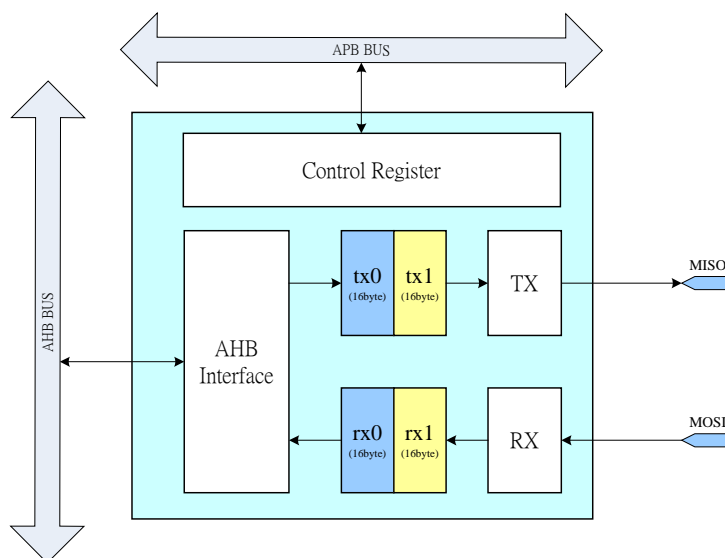 APB BUS
Control Register
AHB BUS
AHB
Interface
tx0
(16byte)
tx1
(16byte)
TX
MISO
rx0
(16byte)
rx1
(16byte)
RX
MOSI